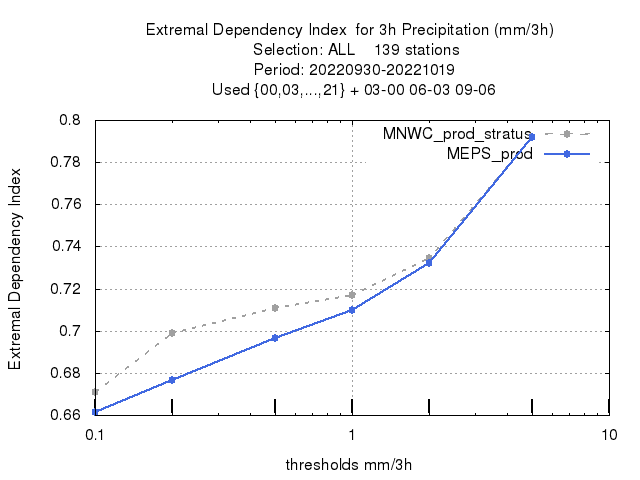 Extremal Dependency Index  for 3h Precipitation (mm/3h)
Selection: ALL    139 stations
Period: 20220930-20221019
Used {00,03,...,21} + 03-00 06-03 09-06
MNWC_prod_stratus
MEPS_prod
Extremal Dependency Index
0.8
0.78
0.76
0.74
0.72
0.7
0.68
0.66
0.1
1
10
thresholds mm/3h